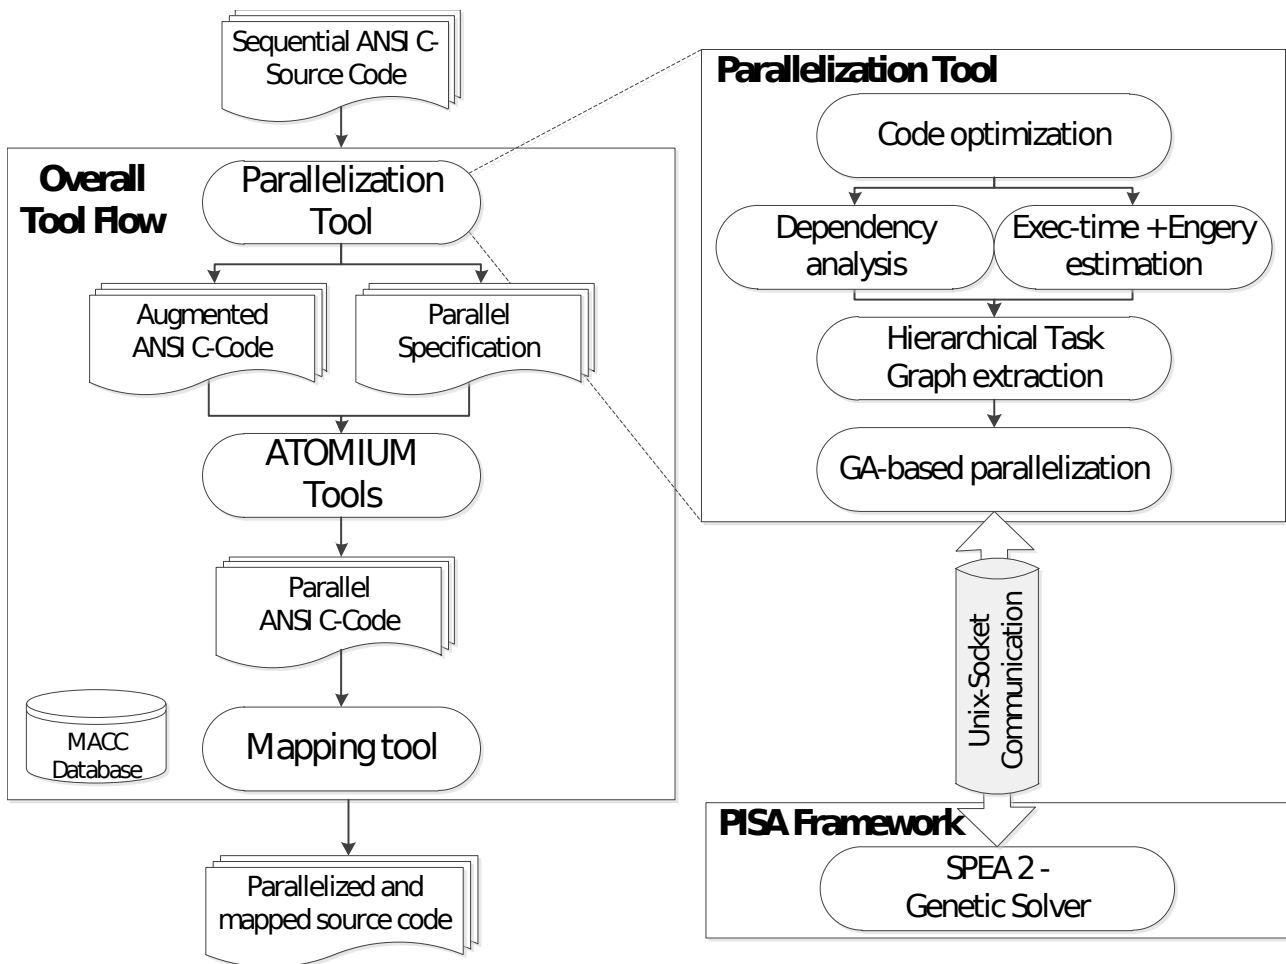 Sequential ANSI C-
Source Code
Overall
Tool Flow
Parallelization
Tool
Augmented
ANSI C-Code
Parallel
Specification
ATOMIUM
Tools
Parallel
ANSI C-Code
MACC
Database
Mapping tool
Parallelized and
mapped source code
Parallelization Tool
Code optimization
Dependency
analysis
Exec-time + Engery
estimation
Hierarchical Task
Graph extraction
GA-based parallelization
Unix-Socket
Communication
PISA Framework
SPEA 2 -
Genetic Solver